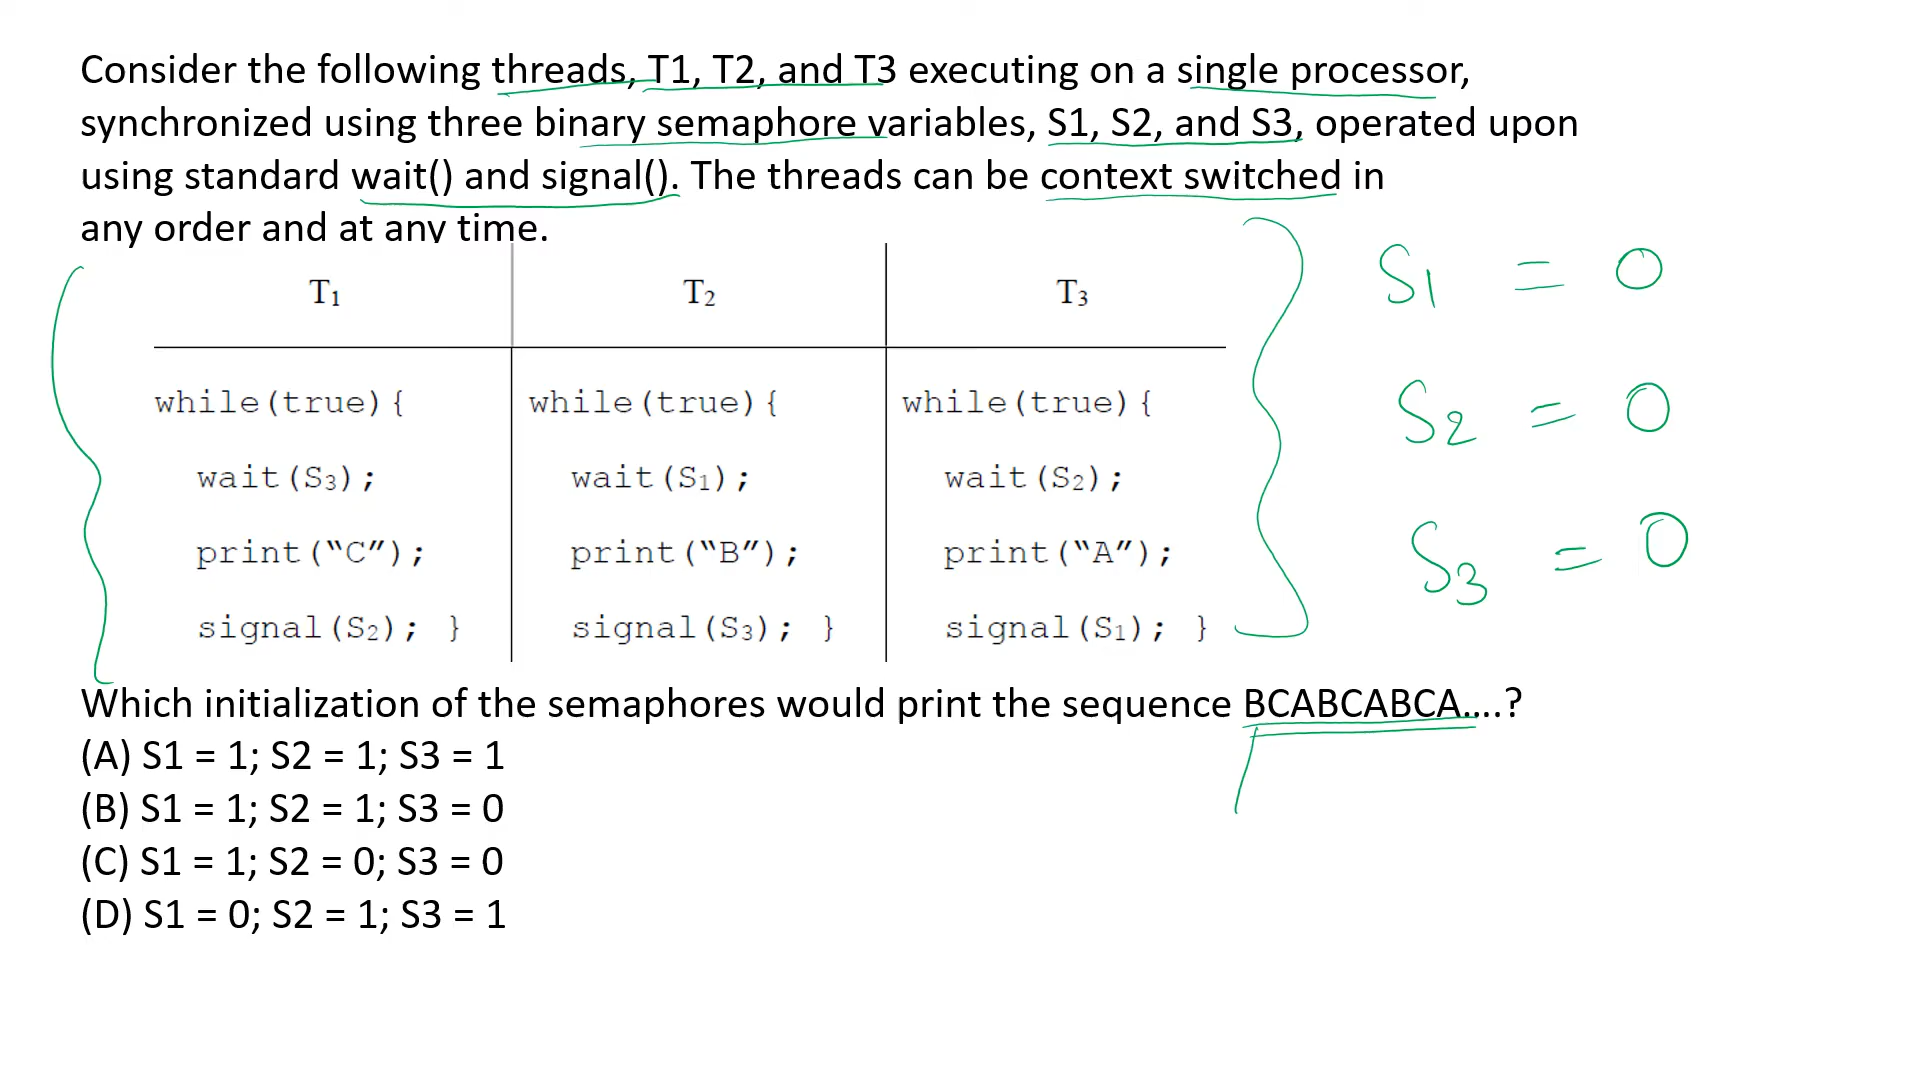 Consider the following threads, T1, T2, and T3 executing on a single processor,
synchronized using three binary semaphore variables, S1, S2, and S3, operated upon
using standard wait() and signal(). The threads can be context switched in
any order and at any time.
T1 T2 T3
while(true){ while(true){ while(true){
wait(S3); wait(S1); wait(S2);
print(“C”); print(“B”); print(“A”);
signal(S2); } signal(S3); } signal(S1); }
S1 = 0
S2 = 0
S3 = 0
Which initialization of the semaphores would print the sequence BCABCABCA....?
(A) S1 = 1; S2 = 1; S3 = 1
(B) S1 = 1; S2 = 1; S3 = 0
(C) S1 = 1; S2 = 0; S3 = 0
(D) S1 = 0; S2 = 1; S3 = 1